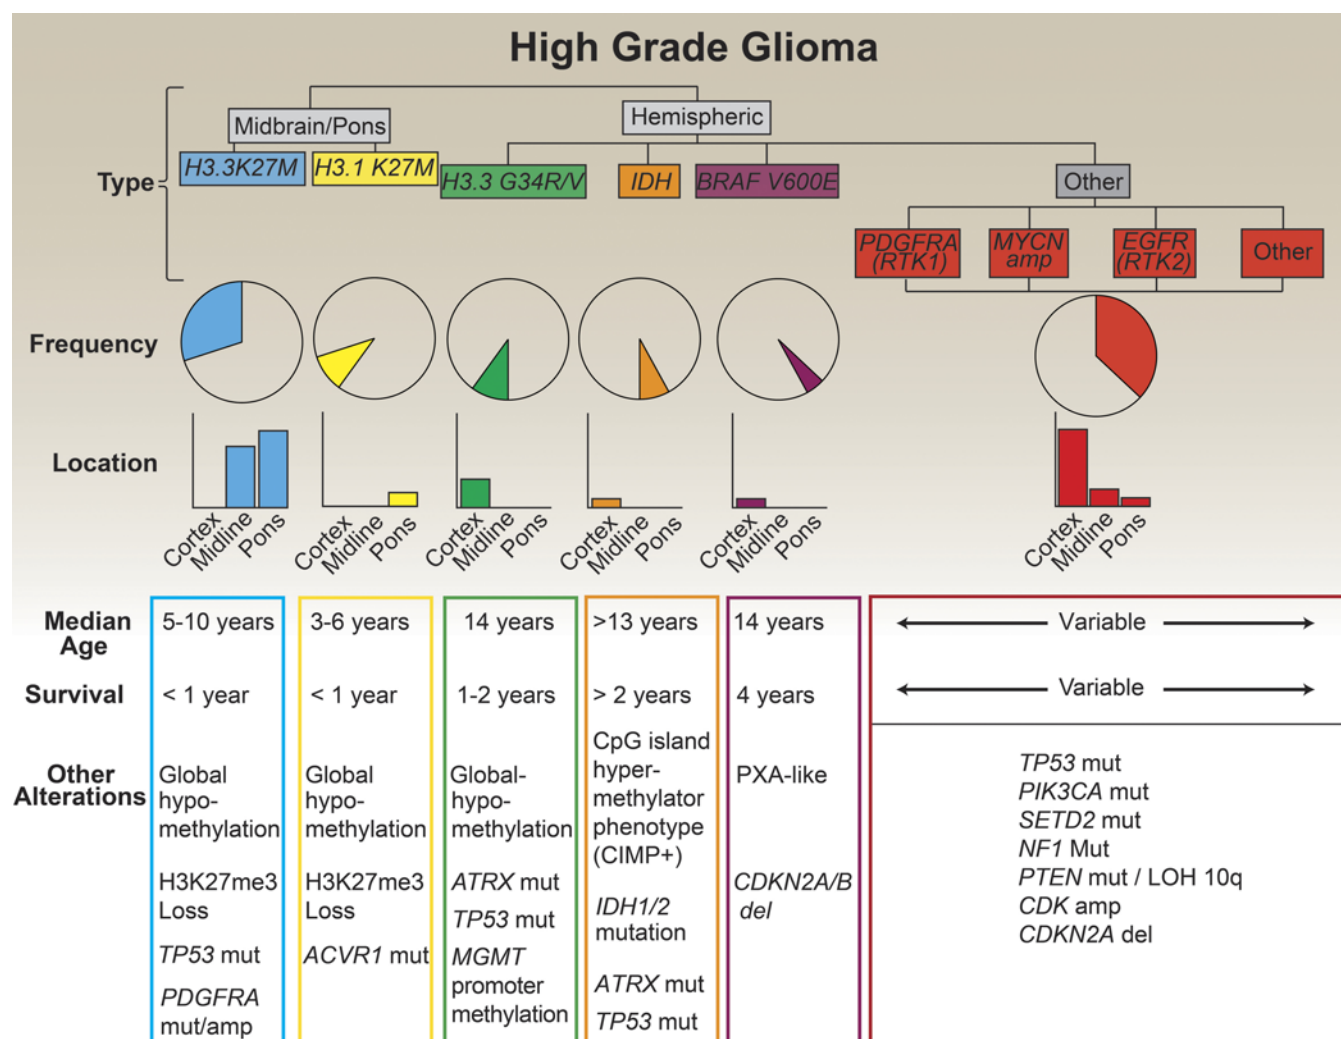 High Grade Glioma
Midbrain/Pons
Hemispheric
Type
H3.3K27M
H3.1 K27M
H3.3 G34R/V
IDH
BRAF V600E
Other
PDGFRA
(RTK1)
MYCN
amp
EGFR
(RTK2)
Other
Frequency
Location
Cortex
Midline
Pons
Cortex
Midline
Pons
Cortex
Midline
Pons
Cortex
Midline
Pons
Cortex
Midline
Pons
Cortex
Midline
Pons
Median
Age
5-10 years
3-6 years
14 years
>13 years
14 years
Variable
Survival
< 1 year
< 1 year
1-2 years
> 2 years
4 years
Variable
Other
Alterations
Global
hypo-
methylation
H3K27me3
Loss
TP53 mut
PDGFRA
mut/amp
Global
hypo-
methylation
H3K27me3
Loss
ACVR1 mut
Global-
hypo-
methylation
ATRX mut
TP53 mut
MGMT
promoter
methylation
CpG island
hyper-
methylator
phenotype
(CIMP+)
IDH1/2
mutation
ATRX mut
TP53 mut
PXA-like
CDKN2A/B
del
TP53 mut
PIK3CA mut
SETD2 mut
NF1 Mut
PTEN mut / LOH 10q
CDK amp
CDKN2A del